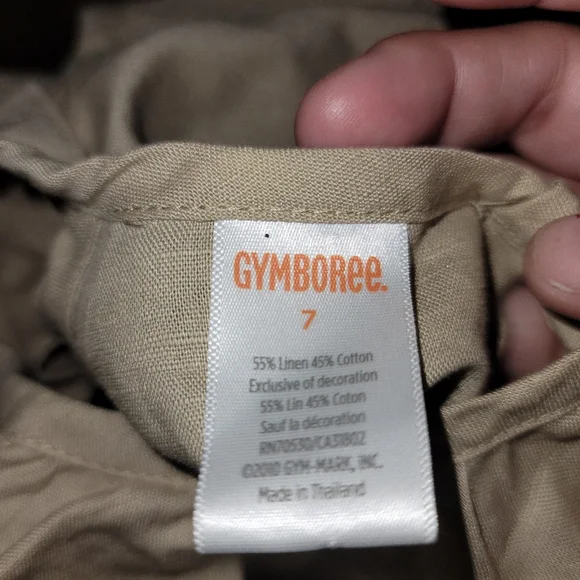 GYMBORee.
7
55% Linen 45% Cotton
Exclusive of decoration
55% Lin 45% Coton
Sauf la décoration
RN70530/CA31802
©2010 GYM-MARK, INC.
Made in Thailand